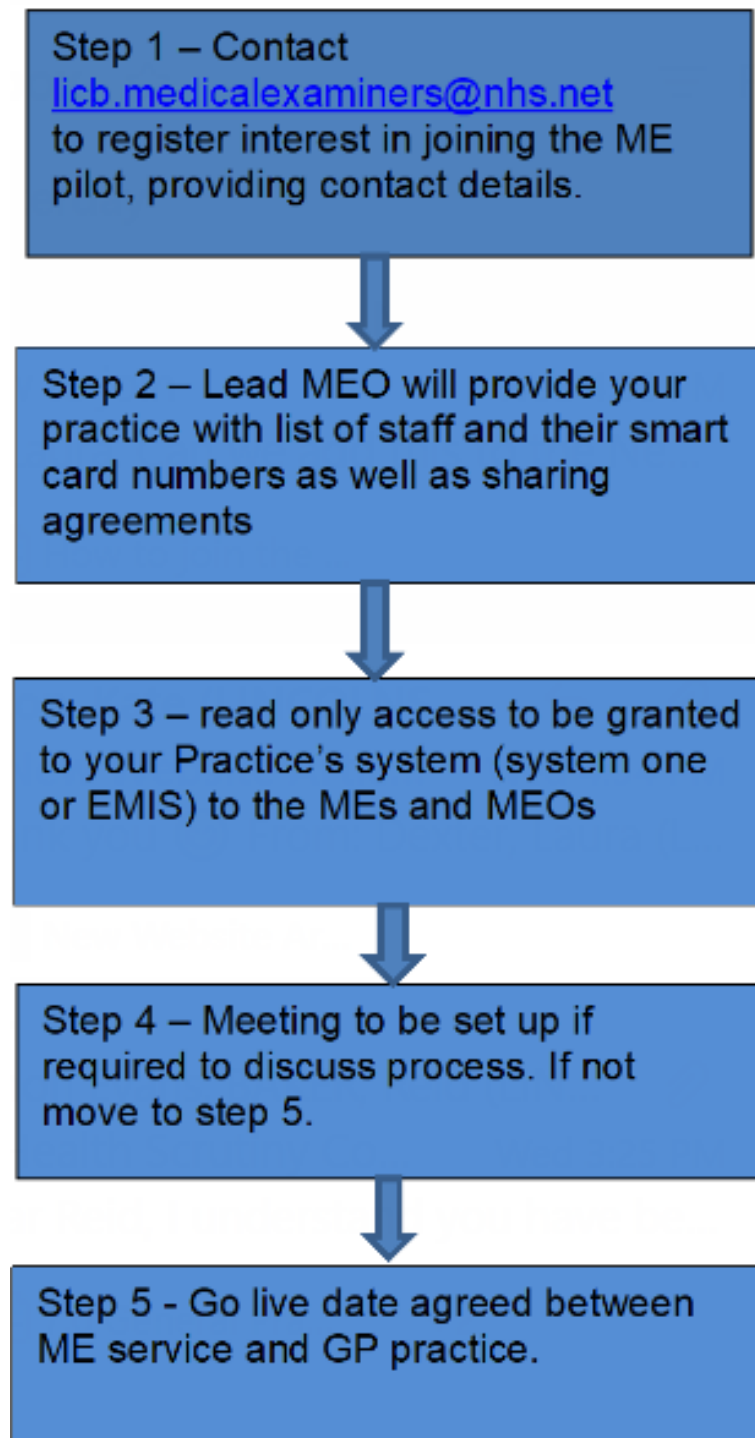 Step 1 – Contact
licb.medicalexaminers@nhs.net
to register interest in joining the ME
pilot, providing contact details.
Step 2 – Lead MEO will provide your
practice with list of staff and their smart
card numbers as well as sharing
agreements
Step 3 – read only access to be granted
to your Practice’s system (system one
or EMIS) to the MEs and MEOs
Step 4 – Meeting to be set up if
required to discuss process. If not
move to step 5.
Step 5 - Go live date agreed between
ME service and GP practice.